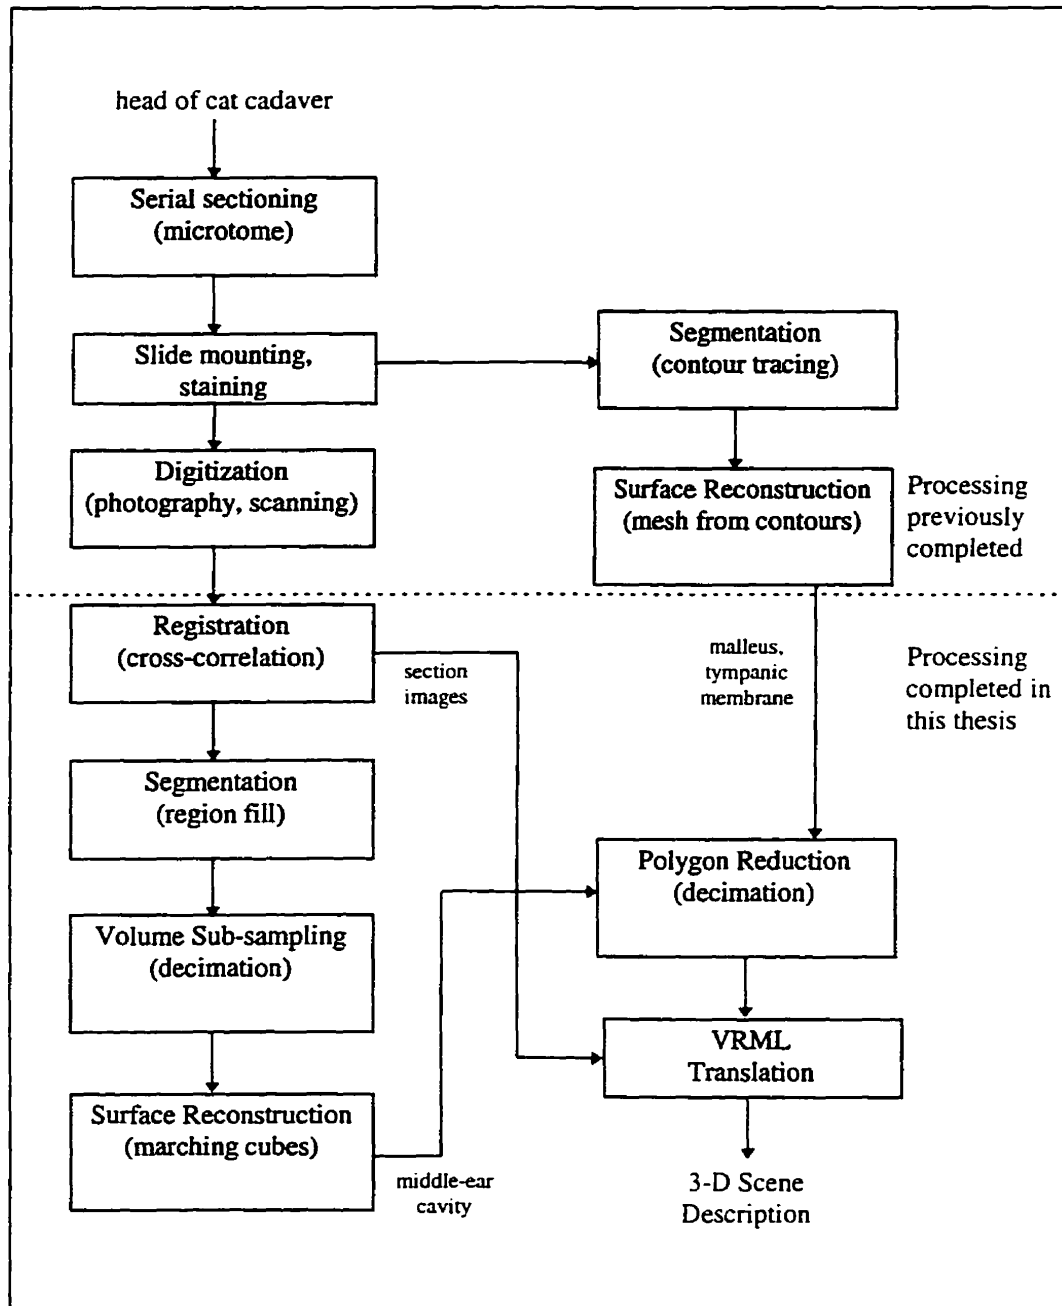 head of cat cadaver
Serial sectioning
(microtome)
Slide mounting,
staining
Segmentation
(contour tracing)
Digitization
(photography, scanning)
Surface Reconstruction
(mesh from contours)
Processing
previously
completed
Registration
(cross-correlation)
section
images
malleus,
tympanic
membrane
Processing
completed in
this thesis
Segmentation
(region fill)
Polygon Reduction
(decimation)
Volume Sub-sampling
(decimation)
VRML
Translation
Surface Reconstruction
(marching cubes)
middle-ear
cavity
3-D Scene
Description